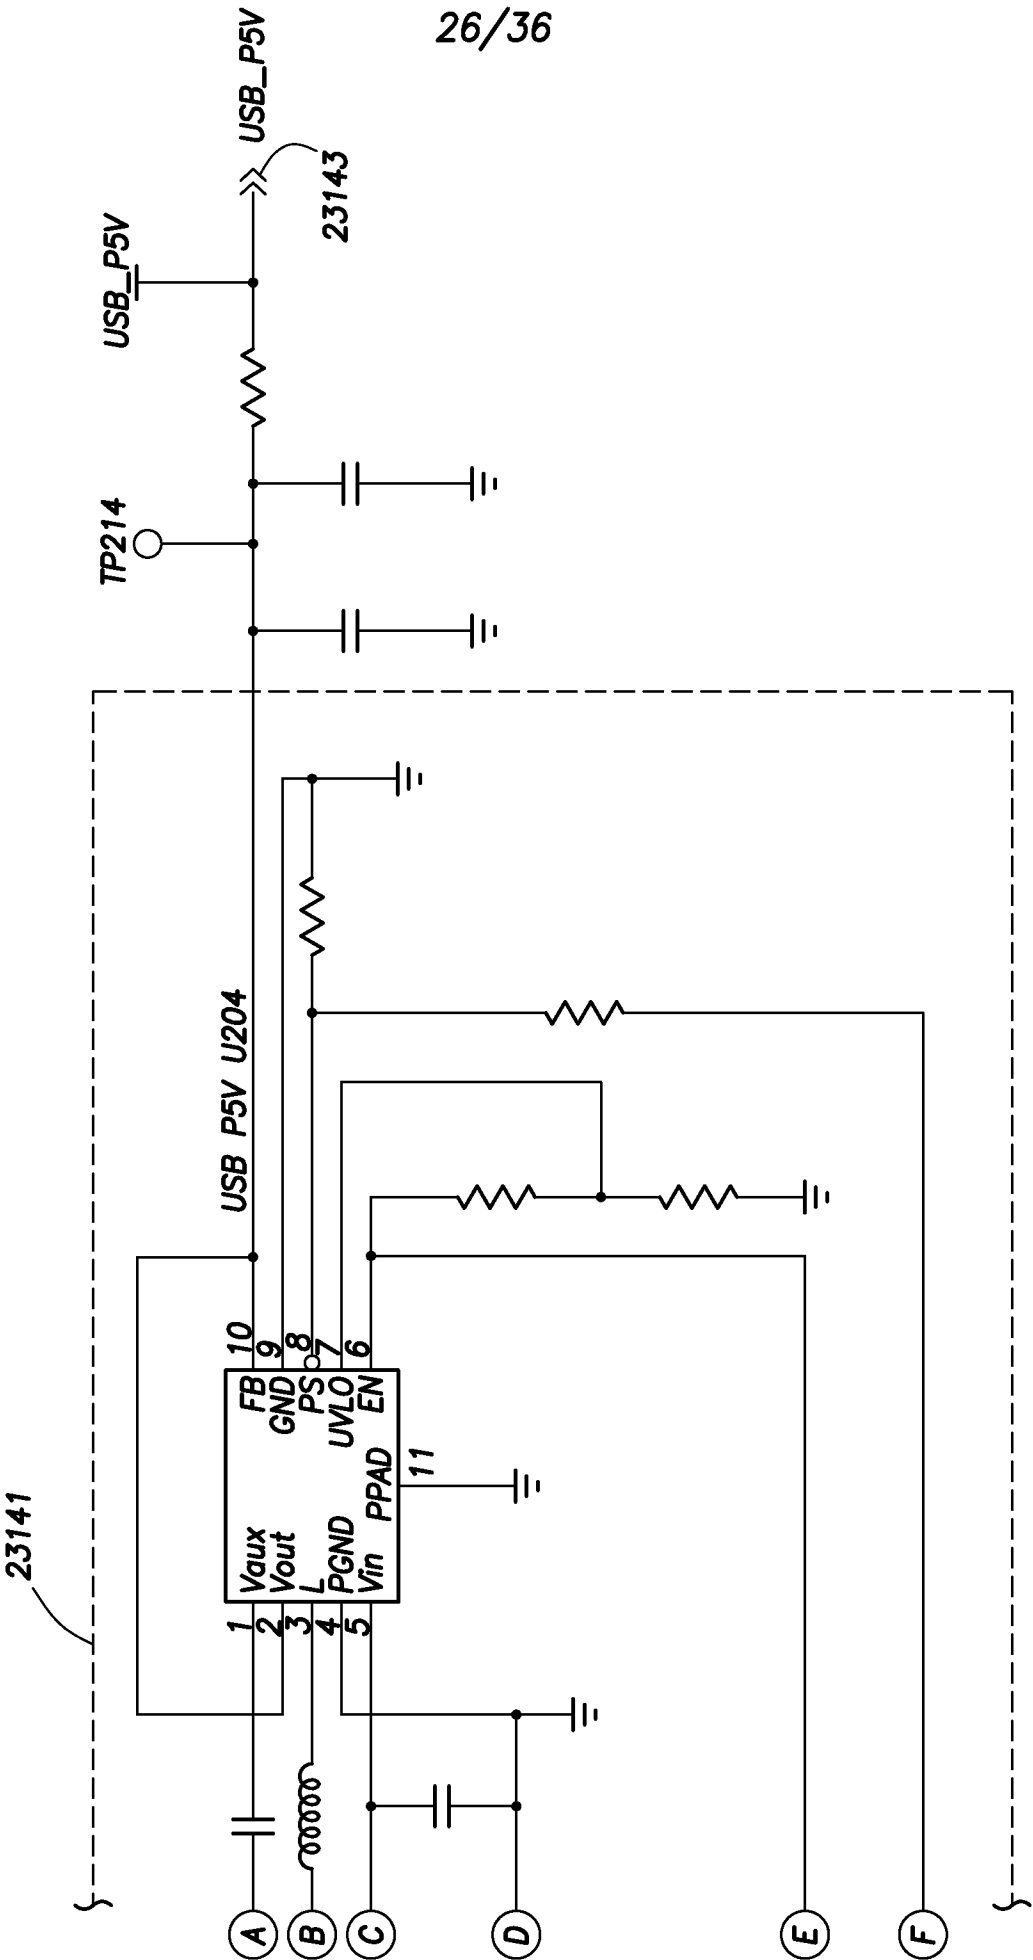 26/36
23141
USB_P5V
TP214
USB_P5V
23143
USB P5V U204
A
B
C
D
E
F
1 Vaux FB 10
2 Vout GND 9
3 L PS 8
4 PGND UVLO 7
5 Vin EN 6
PPAD
11